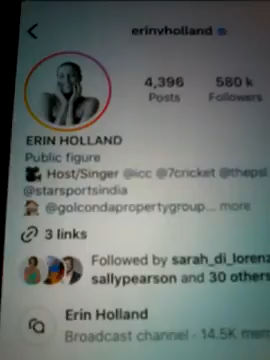 erinvholland
4,396 580 k
Posts Followers
ERIN HOLLAND
Public figure
Host/Singer @icc @7cricket @thepsl
@starsportsindia
@golcondapropertygroup... more
3 links
Followed by sarah_di_lorenz
sallypearson and 30 others
Erin Holland
Broadcast channel · 14.5K mem